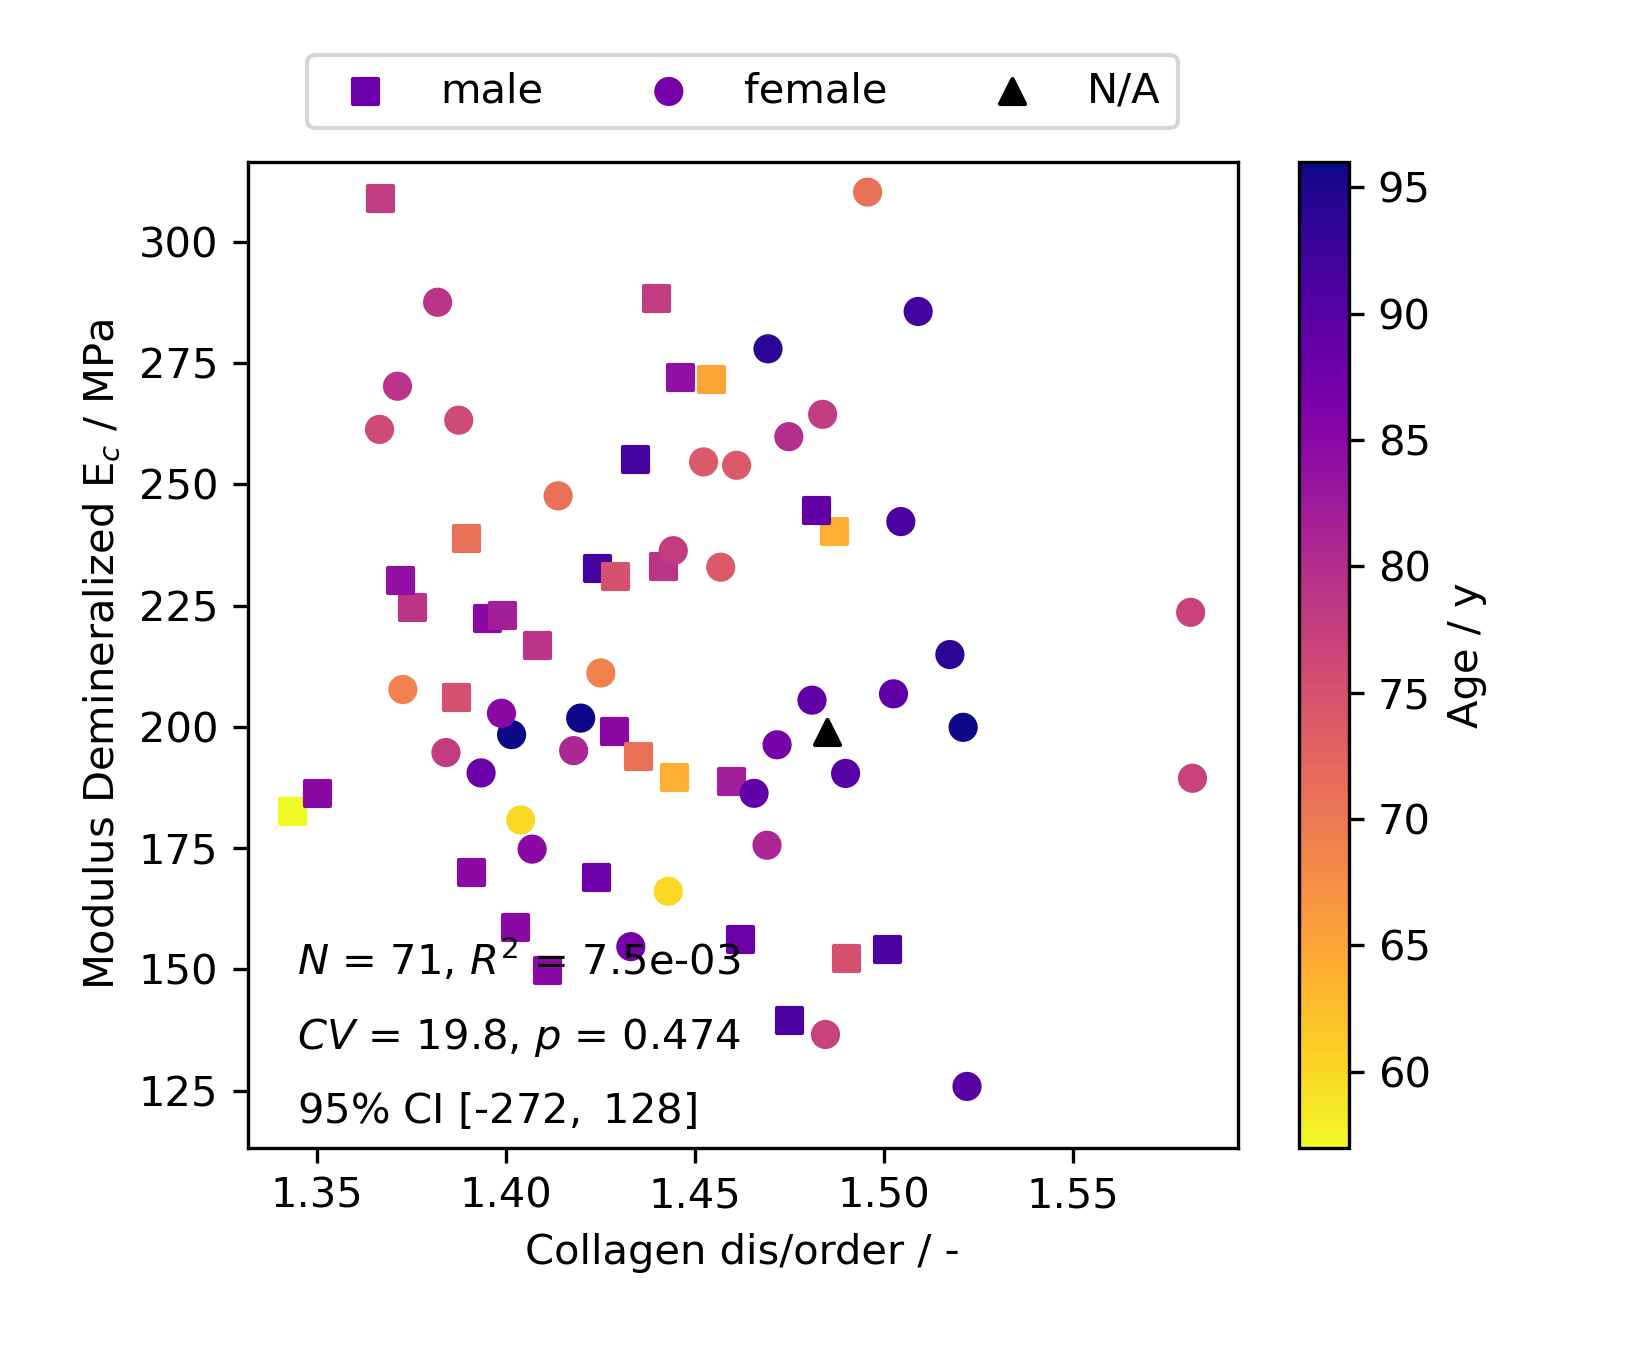 male female N/A
300
275
250
225
200
175
150
125
Modulus Demineralized E_c / MPa
N = 71, R² = 7.5e-03
CV = 19.8, p = 0.474
95% CI [-272, 128]
1.35 1.40 1.45 1.50 1.55
Collagen dis/order / -
95
90
85
80
75
70
65
60
Age / y